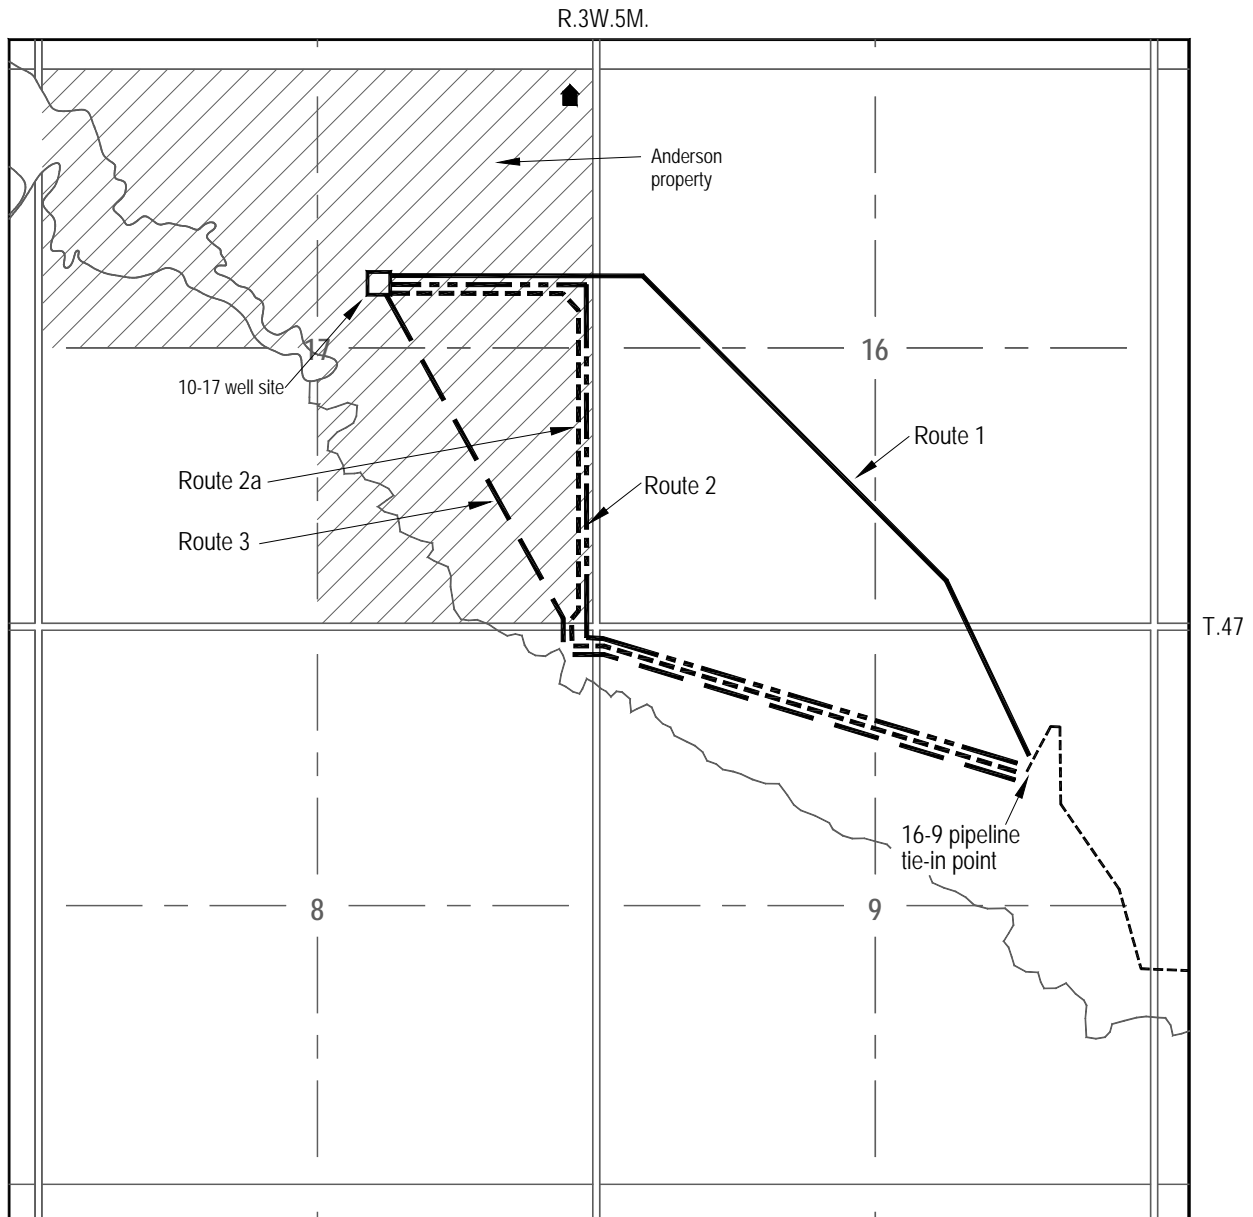 R.3W.5M.
Anderson
property
17
16
10-17 well site
Route 1
Route 2a
Route 2
Route 3
T.47
16-9 pipeline
tie-in point
8
9